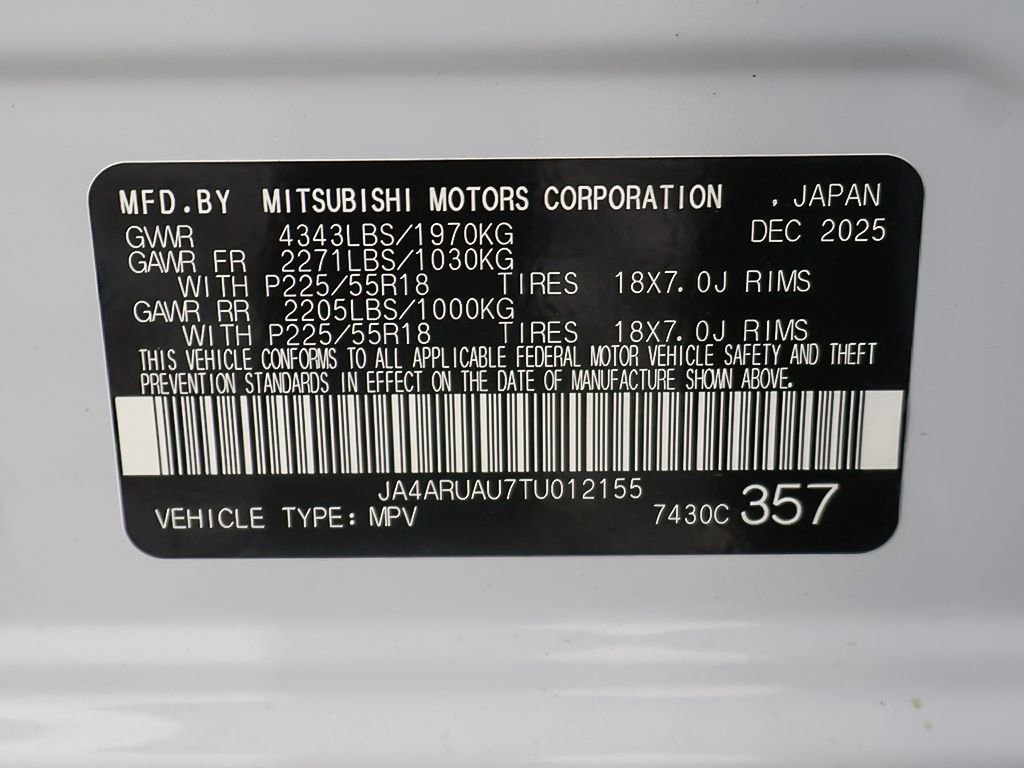 MFD.BY MITSUBISHI MOTORS CORPORATION , JAPAN
GVWR 4343LBS/1970KG DEC 2025
GAWR FR 2271LBS/1030KG
WITH P225/55R18 TIRES 18X7.0J RIMS
GAWR RR 2205LBS/1000KG
WITH P225/55R18 TIRES 18X7.0J RIMS
THIS VEHICLE CONFORMS TO ALL APPLICABLE FEDERAL MOTOR VEHICLE SAFETY AND THEFT
PREVENTION STANDARDS IN EFFECT ON THE DATE OF MANUFACTURE SHOWN ABOVE.
JA4ARUAU7TU012155
VEHICLE TYPE: MPV 7430C 357